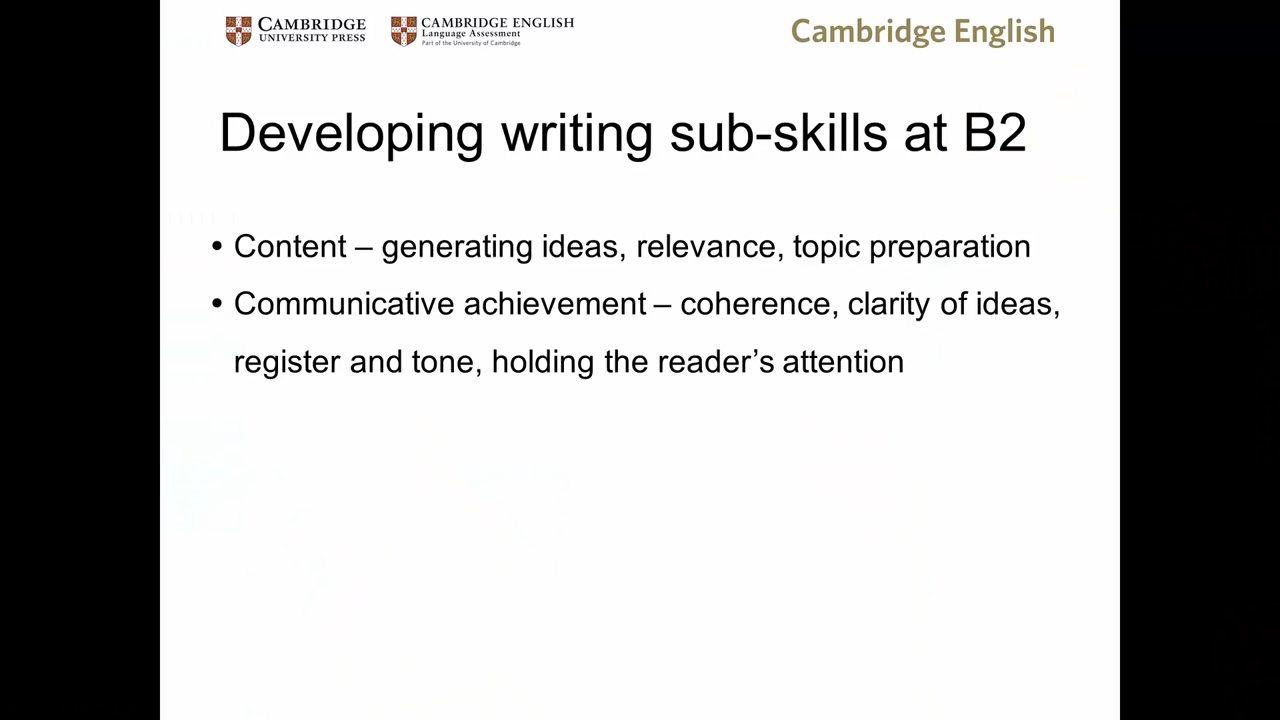 CAMBRIDGE
UNIVERSITY PRESS
CAMBRIDGE ENGLISH
Language Assessment
Part of the University of Cambridge
Cambridge English
Developing writing sub-skills at B2
• Content – generating ideas, relevance, topic preparation
• Communicative achievement – coherence, clarity of ideas,
register and tone, holding the reader’s attention